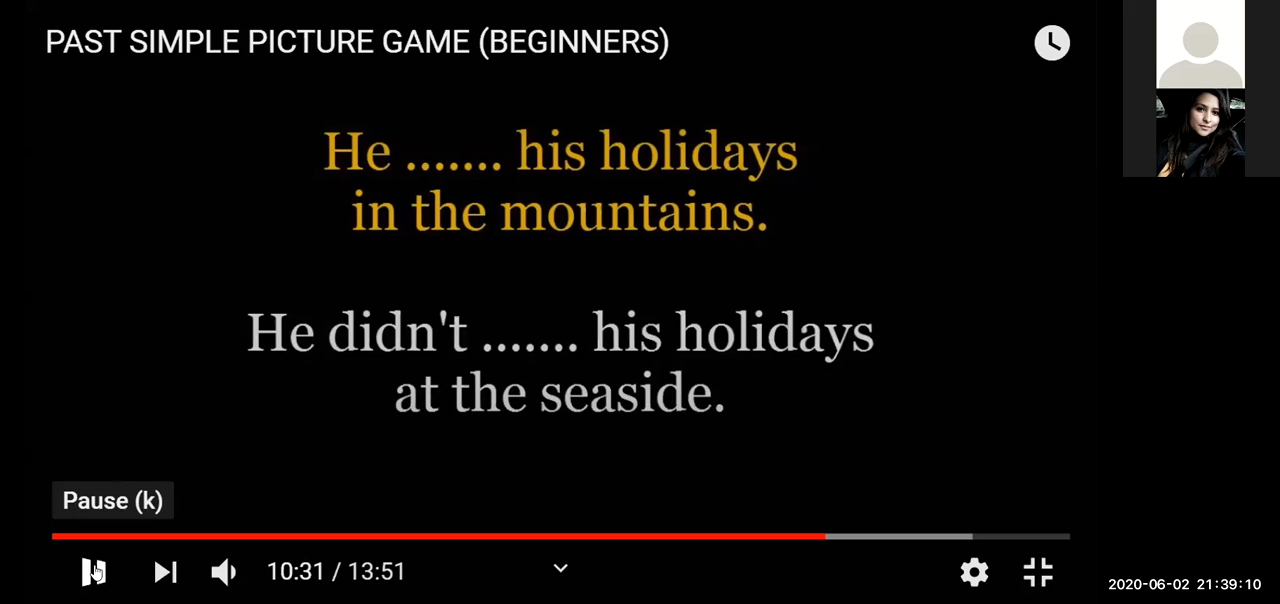 PAST SIMPLE PICTURE GAME (BEGINNERS)
He ....... his holidays
in the mountains.
He didn't ....... his holidays
at the seaside.
Pause (k)
10:31 / 13:51
2020-06-02 21:39:10